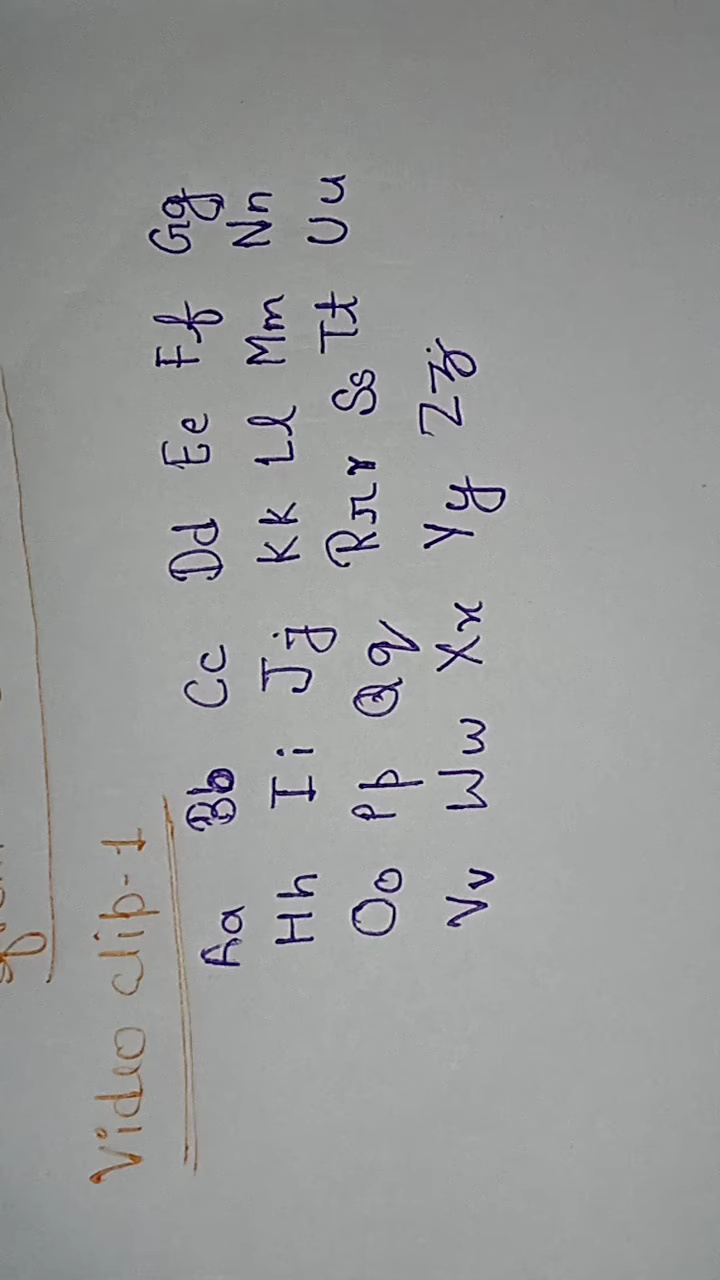 Video clip-1
Aa Bb Cc Dd Ee Ff Gg
Hh Ii Jj Kk Ll Mm Nn
Oo Pp Qq Rrr Ss Tt Uu
Vv Ww Xx Yy Zz